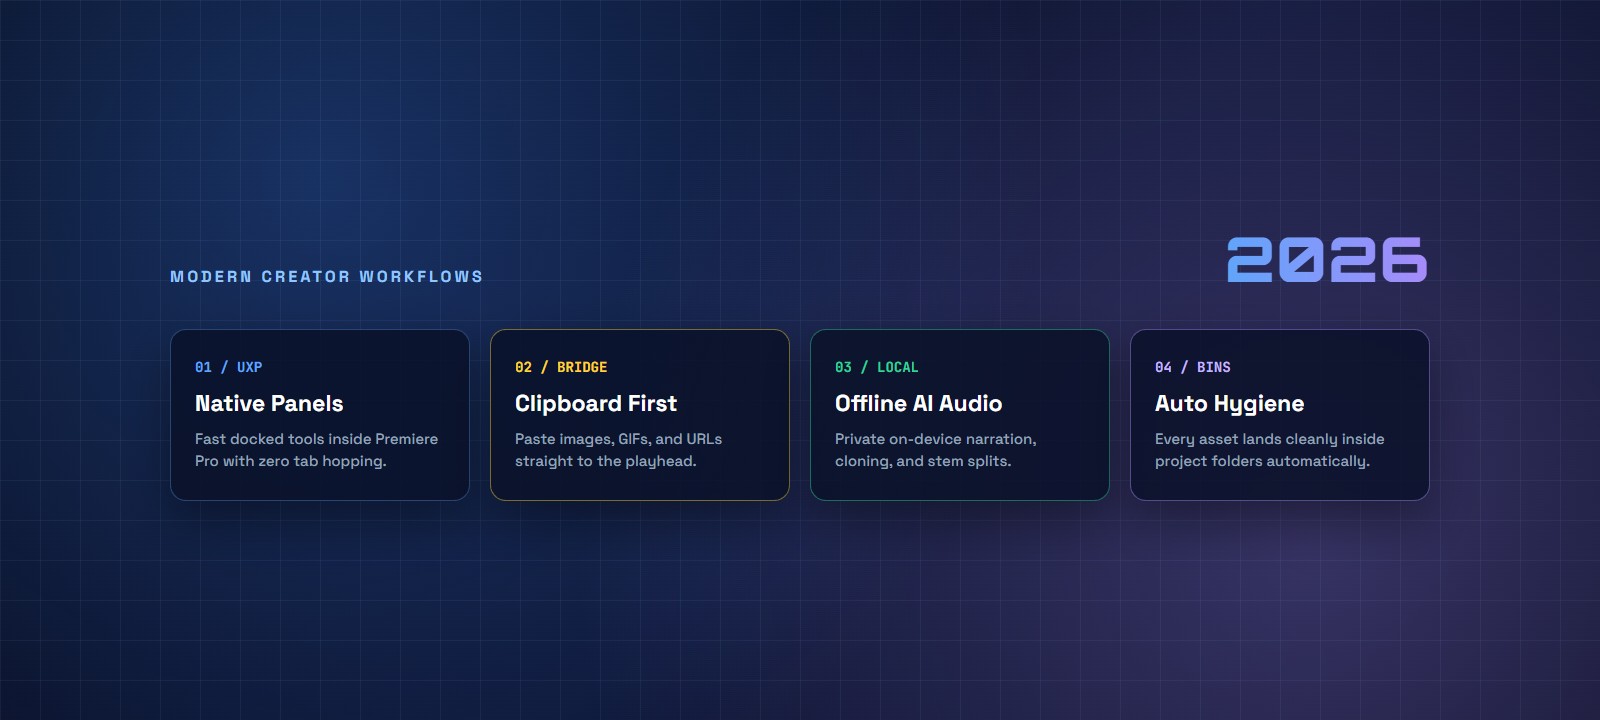 MODERN CREATOR WORKFLOWS
2026
01 / UXP
Native Panels
Fast docked tools inside Premiere
Pro with zero tab hopping.
02 / BRIDGE
Clipboard First
Paste images, GIFs, and URLs
straight to the playhead.
03 / LOCAL
Offline AI Audio
Private on-device narration,
cloning, and stem splits.
04 / BINS
Auto Hygiene
Every asset lands cleanly inside
project folders automatically.